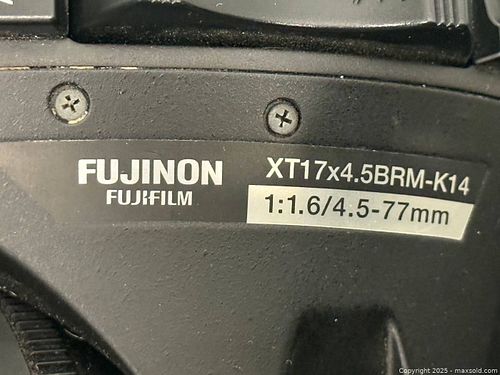 FUJINON
FUJIFILM
XT17x4.5BRM-K14
1:1.6/4.5-77mm
Copyright 2025 - maxsold.com